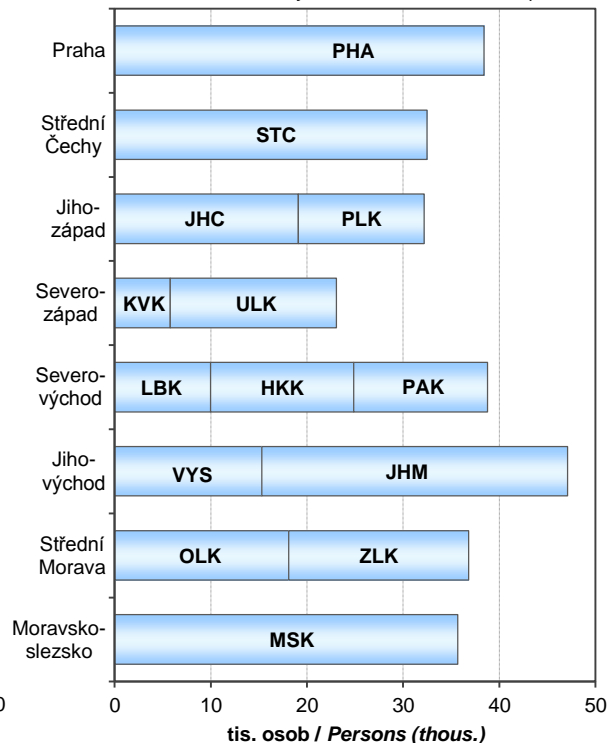 Praha
PHA
Střední
Čechy
STC
Jiho-
západ
JHC
PLK
Severo-
západ
KVK
ULK
Severo-
východ
LBK
HKK
PAK
Jiho-
východ
VYS
JHM
Střední
Morava
OLK
ZLK
Moravsko-
slezsko
MSK
0
0
10
20
30
40
50
tis. osob / Persons (thous.)